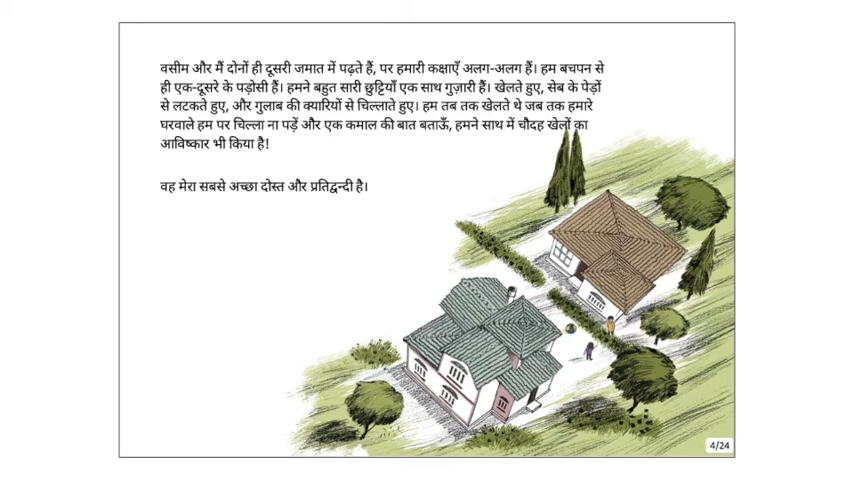 वसीम और मैं दोनों ही दूसरी जमात में पढ़ते हैं, पर हमारी कक्षाएँ अलग-अलग हैं। हम बचपन से
ही एक-दूसरे के पड़ोसी हैं। हमने बहुत सारी छुट्टियाँ एक साथ गुज़ारी हैं। खेलते हुए, सेब के पेड़ों
से लटकते हुए, और गुलाब की क्यारियों से चिल्लाते हुए। हम तब तक खेलते थे जब तक हमारे
घरवाले हम पर चिल्ला ना पड़ें और एक कमाल की बात बताऊँ, हमने साथ में चौदह खेलों का
आविष्कार भी किया है!
वह मेरा सबसे अच्छा दोस्त और प्रतिद्वन्दी है।
4/24